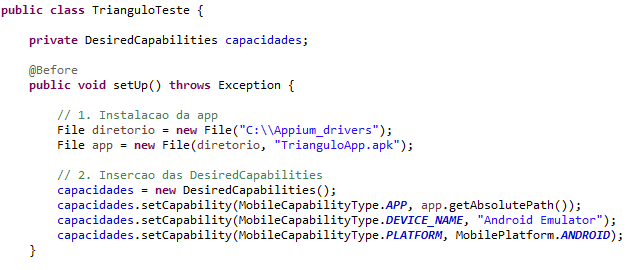 public class TrianguloTeste {
private DesiredCapabilities capacidades;
@Before
public void setUp() throws Exception {
// 1. Instalacao da app
File diretorio = new File("C:\\Appium_drivers");
File app = new File(diretorio, "TrianguloApp.apk");
// 2. Insercao das DesiredCapabilities
capacidades = new DesiredCapabilities();
capacidades.setCapability(MobileCapabilityType.APP, app.getAbsolutePath());
capacidades.setCapability(MobileCapabilityType.DEVICE_NAME, "Android Emulator");
capacidades.setCapability(MobileCapabilityType.PLATFORM, MobilePlatform.ANDROID);
}